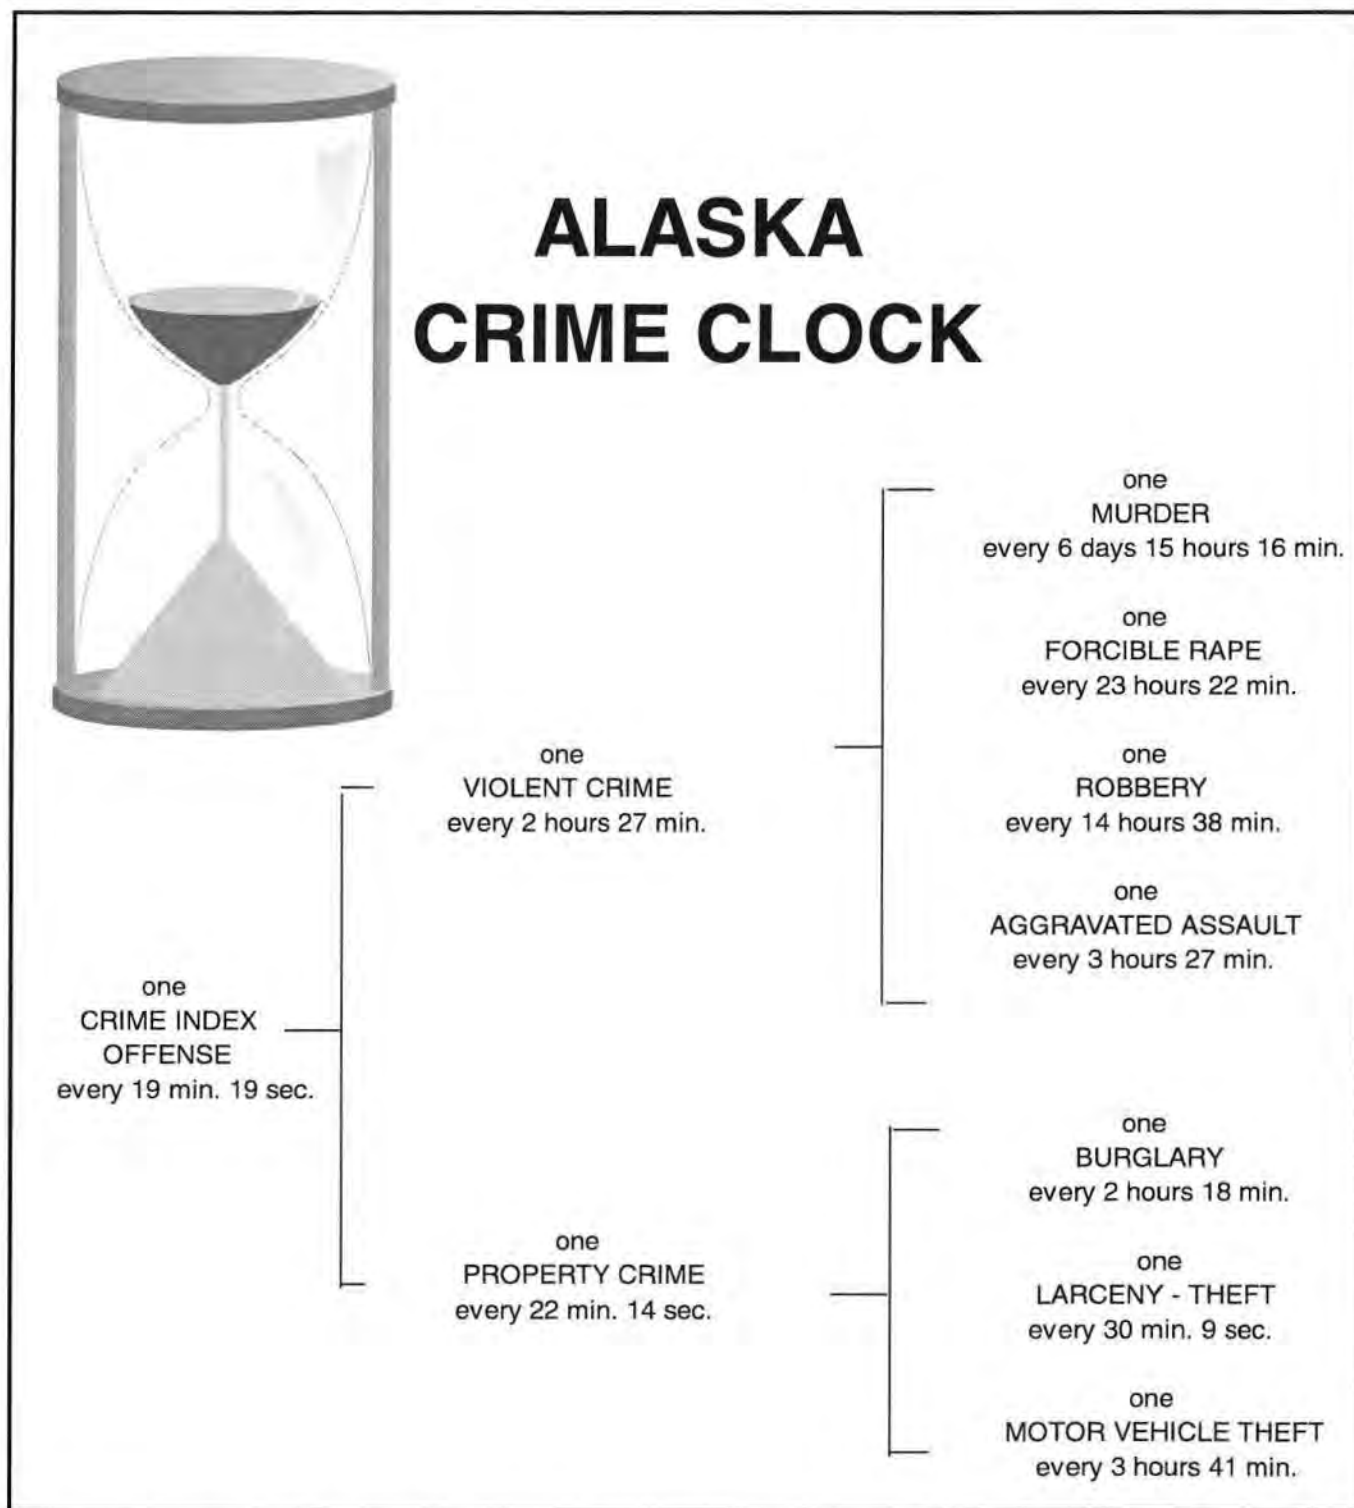 ALASKA
CRIME CLOCK
one
CRIME INDEX
OFFENSE
every 19 min. 19 sec.
one
VIOLENT CRIME
every 2 hours 27 min.
one
MURDER
every 6 days 15 hours 16 min.
one
FORCIBLE RAPE
every 23 hours 22 min.
one
ROBBERY
every 14 hours 38 min.
one
AGGRAVATED ASSAULT
every 3 hours 27 min.
one
PROPERTY CRIME
every 22 min. 14 sec.
one
BURGLARY
every 2 hours 18 min.
one
LARCENY - THEFT
every 30 min. 9 sec.
one
MOTOR VEHICLE THEFT
every 3 hours 41 min.